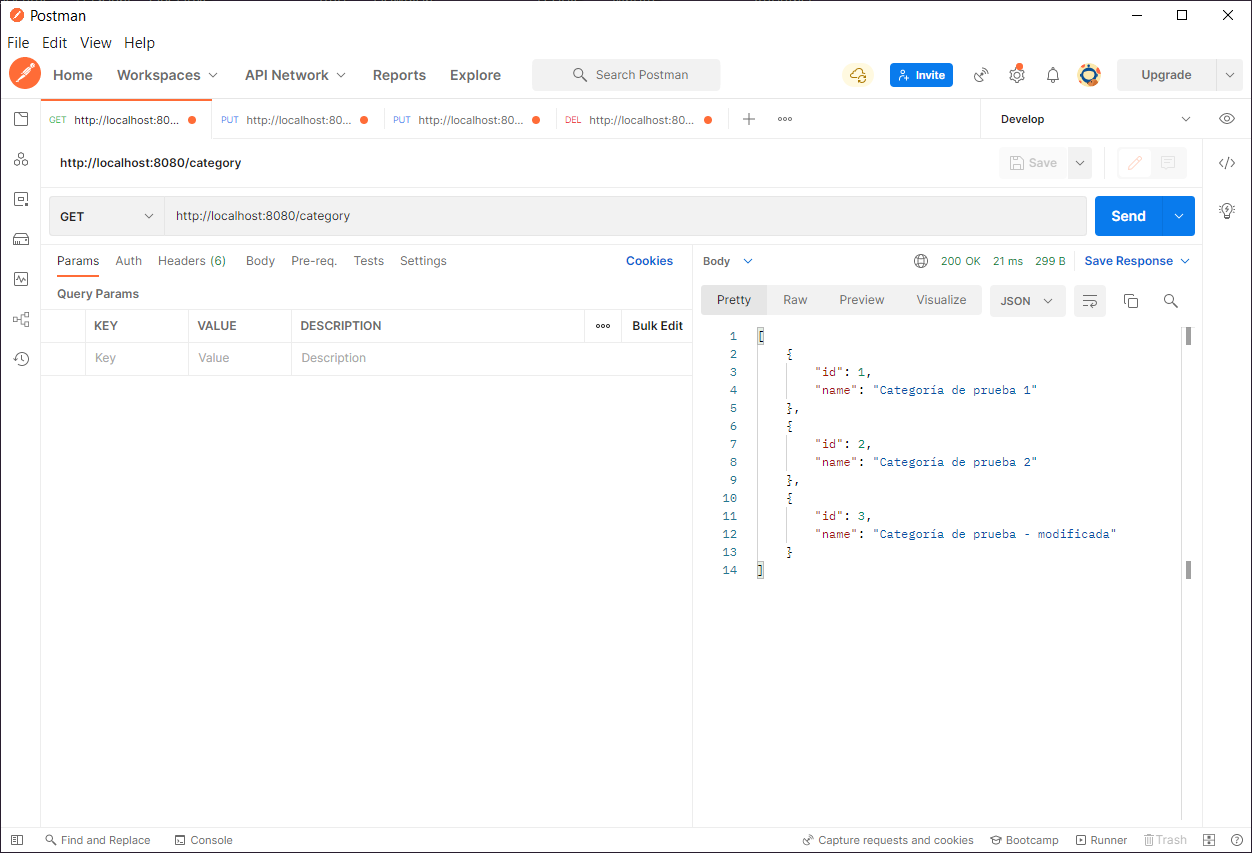 Postman
File Edit View Help
Home Workspaces API Network Reports Explore Search Postman Invite Upgrade
GET http://localhost:80... PUT http://localhost:80... PUT http://localhost:80... DEL http://localhost:80... Develop
http://localhost:8080/category Save
GET http://localhost:8080/category Send
Params Auth Headers (6) Body Pre-req. Tests Settings Cookies
Query Params
KEY VALUE DESCRIPTION Bulk Edit
Key Value Description
Body 200 OK 21 ms 299 B Save Response
Pretty Raw Preview Visualize JSON
1 [
2 {
3 "id": 1,
4 "name": "Categoría de prueba 1"
5 },
6 {
7 "id": 2,
8 "name": "Categoría de prueba 2"
9 },
10 {
11 "id": 3,
12 "name": "Categoría de prueba - modificada"
13 }
14 ]
Find and Replace Console Capture requests and cookies Bootcamp Runner Trash